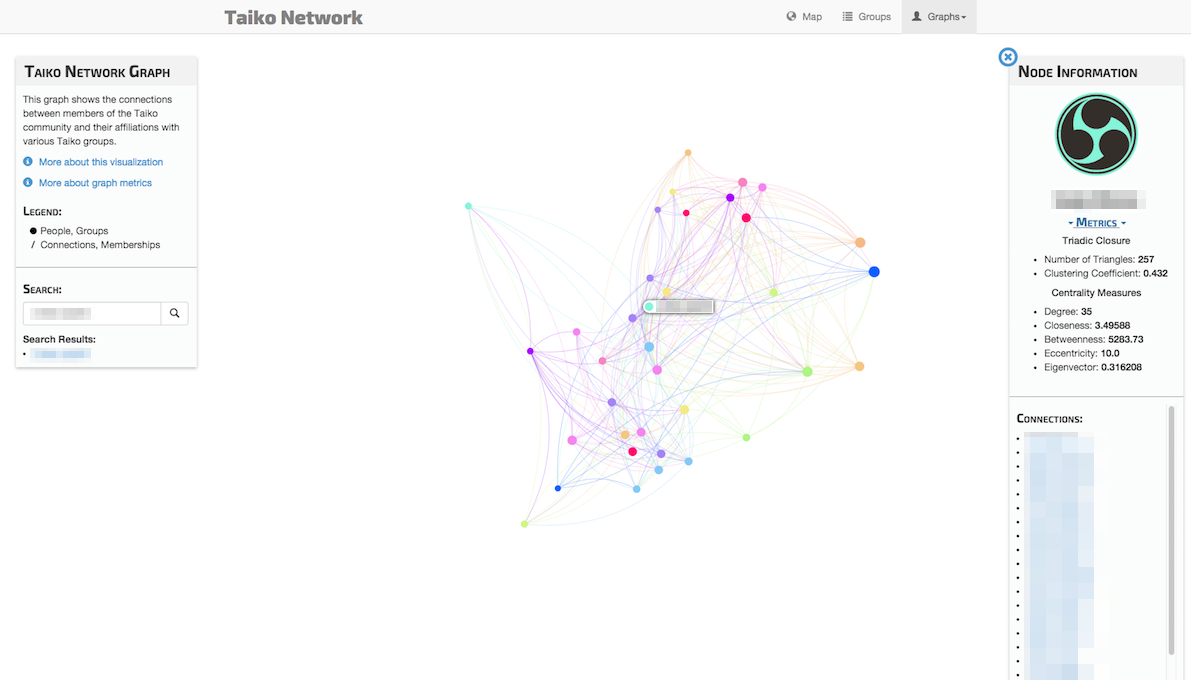 Taiko Network
Map
Groups
Graphs
Taiko Network Graph
This graph shows the connections
between members of the Taiko
community and their affiliations with
various Taiko groups.
More about this visualization
More about graph metrics
Legend:
People, Groups
/ Connections, Memberships
Search:
Search Results:
Node Information
Metrics
Triadic Closure
• Number of Triangles: 257
• Clustering Coefficient: 0.432
Centrality Measures
• Degree: 35
• Closeness: 3.49588
• Betweenness: 5283.73
• Eccentricity: 10.0
• Eigenvector: 0.316208
Connections: